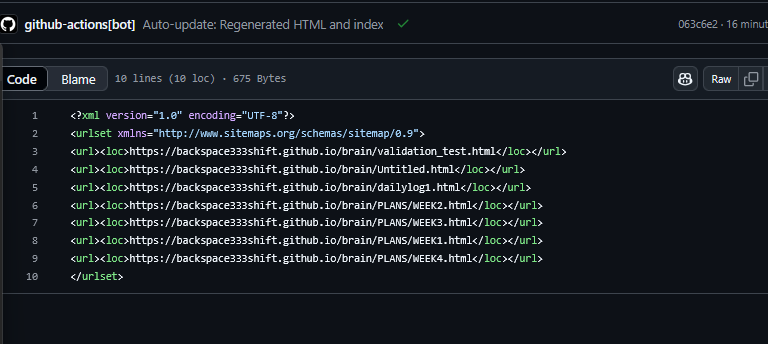 github-actions[bot] Auto-update: Regenerated HTML and index 063c6e2 · 16 minut
Code Blame 10 lines (10 loc) · 675 Bytes Raw
1 <?xml version="1.0" encoding="UTF-8"?>
2 <urlset xmlns="http://www.sitemaps.org/schemas/sitemap/0.9">
3 <url><loc>https://backspace333shift.github.io/brain/validation_test.html</loc></url>
4 <url><loc>https://backspace333shift.github.io/brain/Untitled.html</loc></url>
5 <url><loc>https://backspace333shift.github.io/brain/dailylog1.html</loc></url>
6 <url><loc>https://backspace333shift.github.io/brain/PLANS/WEEK2.html</loc></url>
7 <url><loc>https://backspace333shift.github.io/brain/PLANS/WEEK3.html</loc></url>
8 <url><loc>https://backspace333shift.github.io/brain/PLANS/WEEK1.html</loc></url>
9 <url><loc>https://backspace333shift.github.io/brain/PLANS/WEEK4.html</loc></url>
10 </urlset>